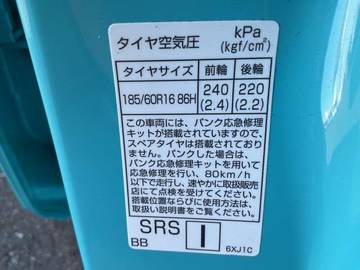 タイヤ空気圧 kPa (kgf/c㎡)
タイヤサイズ 前輪 後輪
185/60R16 86H 240 (2.4) 220 (2.2)
この車両には、パンク応急修理
キットが搭載されていますので、
スペアタイヤは搭載されており
ません。パンクした場合は、
パンク応急修理キットを用いて
応急修理を行い、80km/h
以下で走行し、速やかに取扱販売
店にて点検を受けてください。
搭載位置ならびに使用方法は、
取扱い説明書をご覧ください。
SRS I
BB 6XJ1C